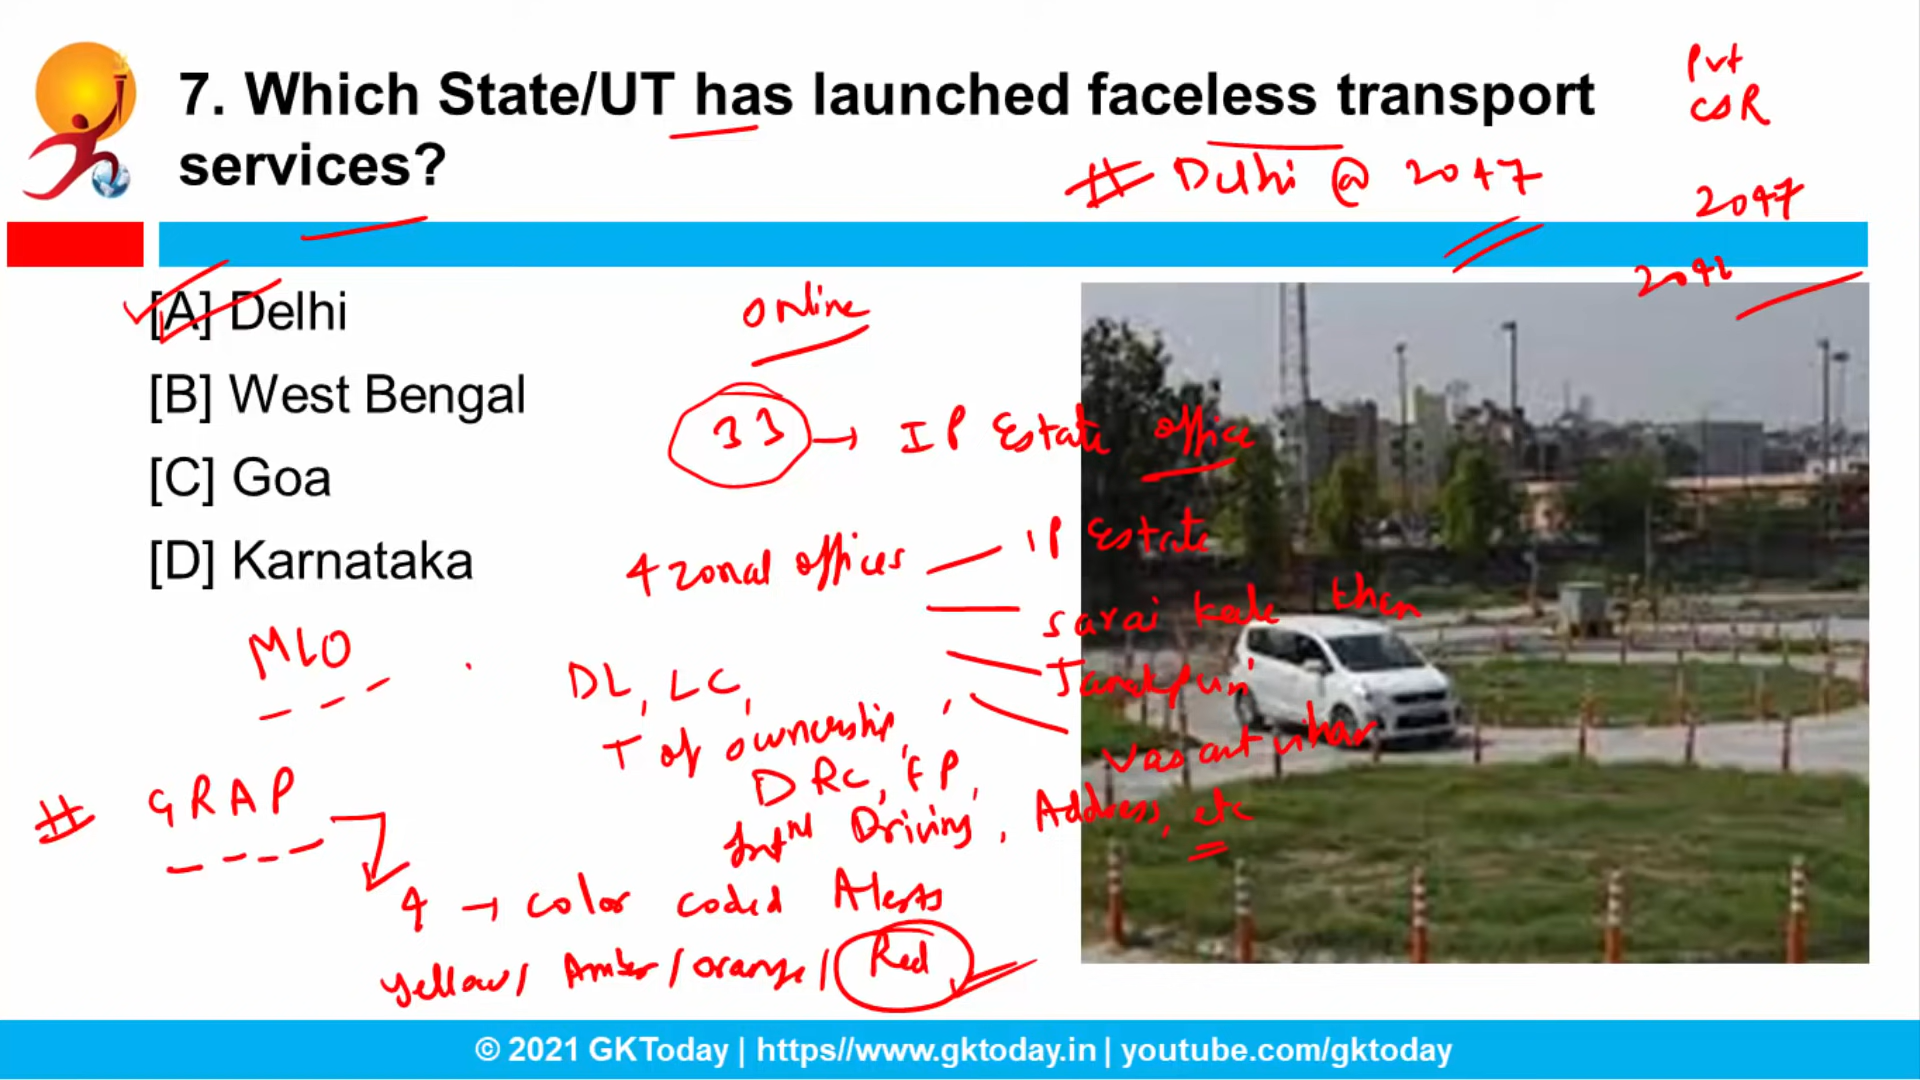 7. Which State/UT has launched faceless transport
services?
Pvt
CSR
# Delhi @ 2047
2047
2041
[A] Delhi
[B] West Bengal
[C] Goa
[D] Karnataka
online
33 → IP Estate office
4 zonal offices
IP Estate
Sarai kale khan
Janakpuri
Vasant vihar
MLO
DL, LC,
T of ownership,
DRC, FP,
Intnl Driving, Address, etc
# GRAP
4 → color coded Alerts
yellow/ Amber/orange/ Red
© 2021 GKToday | https//www.gktoday.in | youtube.com/gktoday